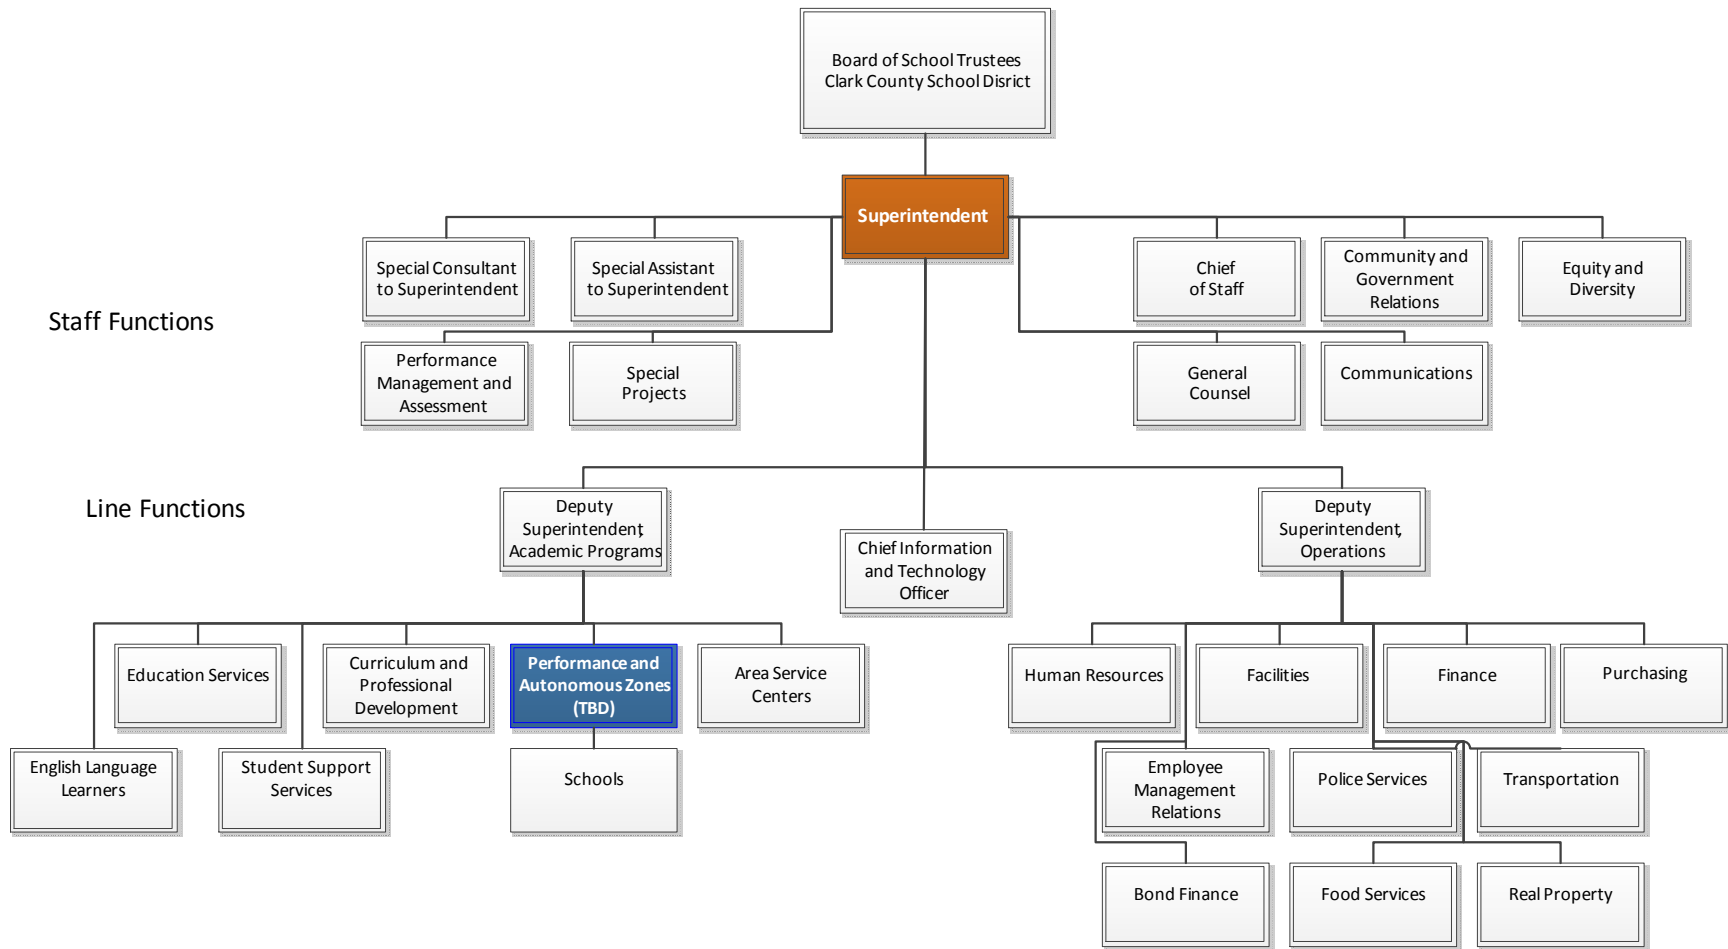 Board of School Trustees
Clark County School Disrict
Superintendent
Special Consultant
to Superintendent
Special Assistant
to Superintendent
Chief
of Staff
Community and
Government
Relations
Equity and
Diversity
Staff Functions
Performance
Management and
Assessment
Special
Projects
General
Counsel
Communications
Line Functions
Deputy
Superintendent,
Academic Programs
Chief Information
and Technology
Officer
Deputy
Superintendent,
Operations
Education Services
Curriculum and
Professional
Development
Performance and
Autonomous Zones
(TBD)
Area Service
Centers
Human Resources
Facilities
Finance
Purchasing
English Language
Learners
Student Support
Services
Schools
Employee
Management
Relations
Police Services
Transportation
Bond Finance
Food Services
Real Property